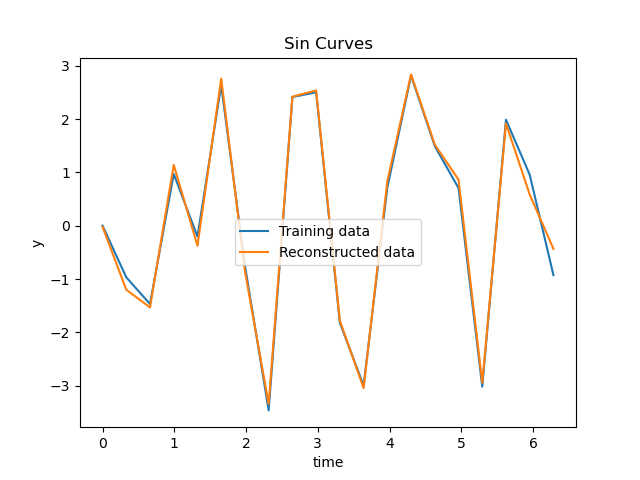 Sin Curves
3
2
1
0
−1
−2
−3
y
Training data
Reconstructed data
0 1 2 3 4 5 6
time